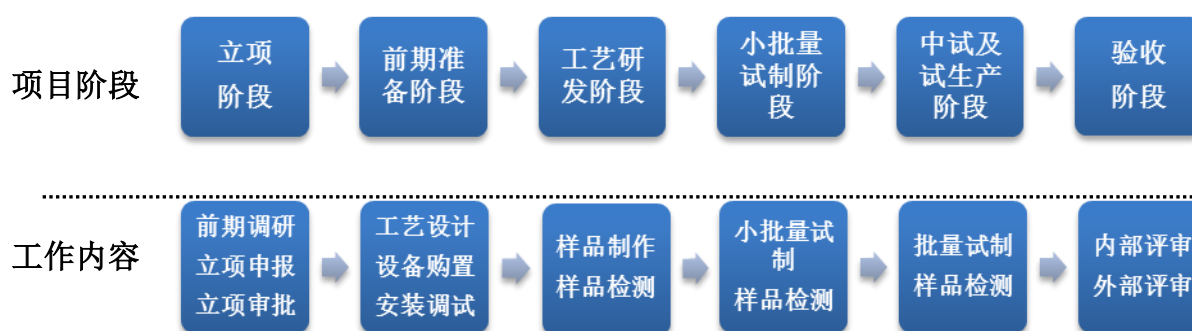 项目阶段
立项
阶段
前期准
备阶段
工艺研
发阶段
小批量
试制阶
段
中试及
试生产
阶段
验收
阶段
工作内容
前期调研
立项申报
立项审批
工艺设计
设备购置
安装调试
样品制作
样品检测
小批量试
制
样品检测
批量试制
样品检测
内部评审
外部评审